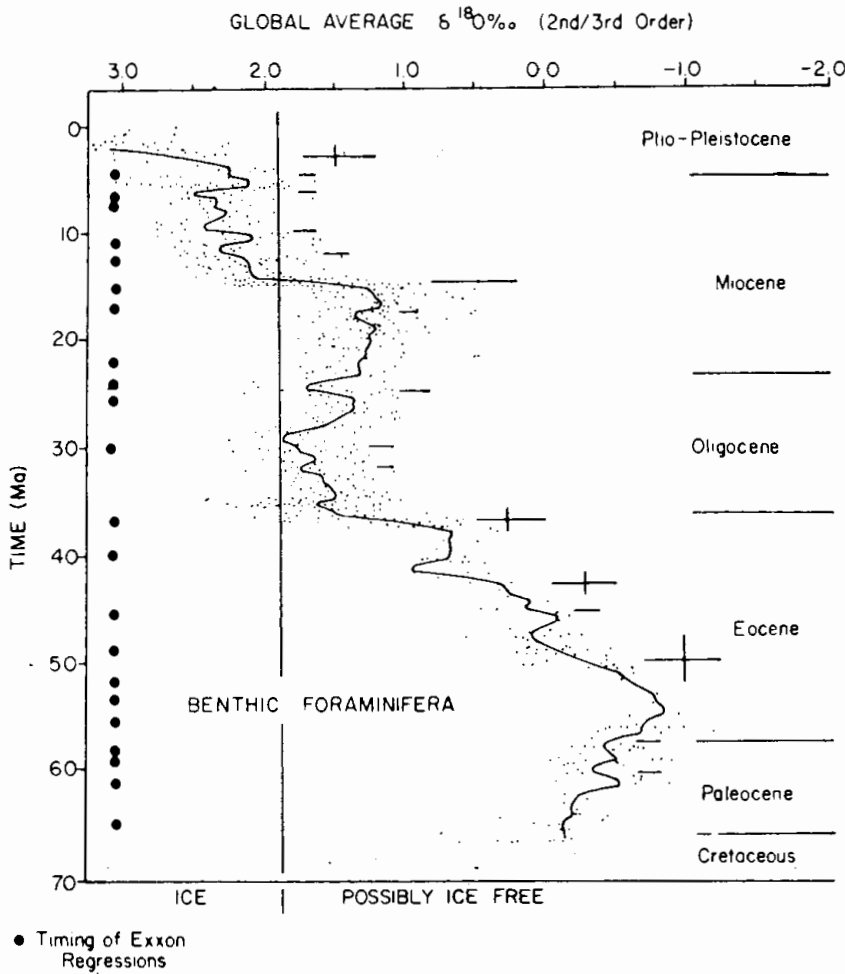 GLOBAL AVERAGE δ ¹⁸O‰ (2nd/3rd Order)
3.0 2.0 1.0 0.0 -1.0 -2.0
0
10
20
30
40
50
60
70
TIME (Ma)
Plio-Pleistocene
Miocene
Oligocene
Eocene
Paleocene
Cretaceous
BENTHIC FORAMINIFERA
ICE | POSSIBLY ICE FREE
● Timing of Exxon
Regressions